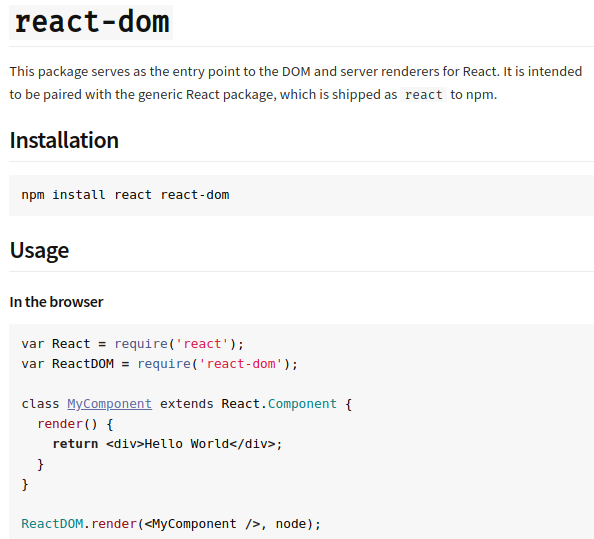 react-dom
This package serves as the entry point to the DOM and server renderers for React. It is intended
to be paired with the generic React package, which is shipped as react to npm.
Installation
npm install react react-dom
Usage
In the browser
var React = require('react');
var ReactDOM = require('react-dom');
class MyComponent extends React.Component {
  render() {
    return <div>Hello World</div>;
  }
}
ReactDOM.render(<MyComponent />, node);